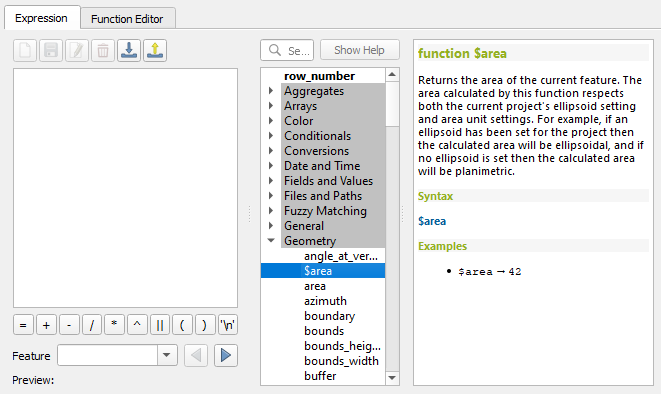 Expression
Function Editor
Se...
Show Help
row_number
Aggregates
Arrays
Color
Conditionals
Conversions
Date and Time
Fields and Values
Files and Paths
Fuzzy Matching
General
Geometry
angle_at_ver...
$area
area
azimuth
boundary
bounds
bounds_heig...
bounds_width
buffer
= + - / * ^ || ( ) '\n'
Feature
Preview:
function $area
Returns the area of the current feature. The
area calculated by this function respects
both the current project's ellipsoid setting
and area unit settings. For example, if an
ellipsoid has been set for the project then
the calculated area will be ellipsoidal, and if
no ellipsoid is set then the calculated area
will be planimetric.
Syntax
$area
Examples
• $area → 42